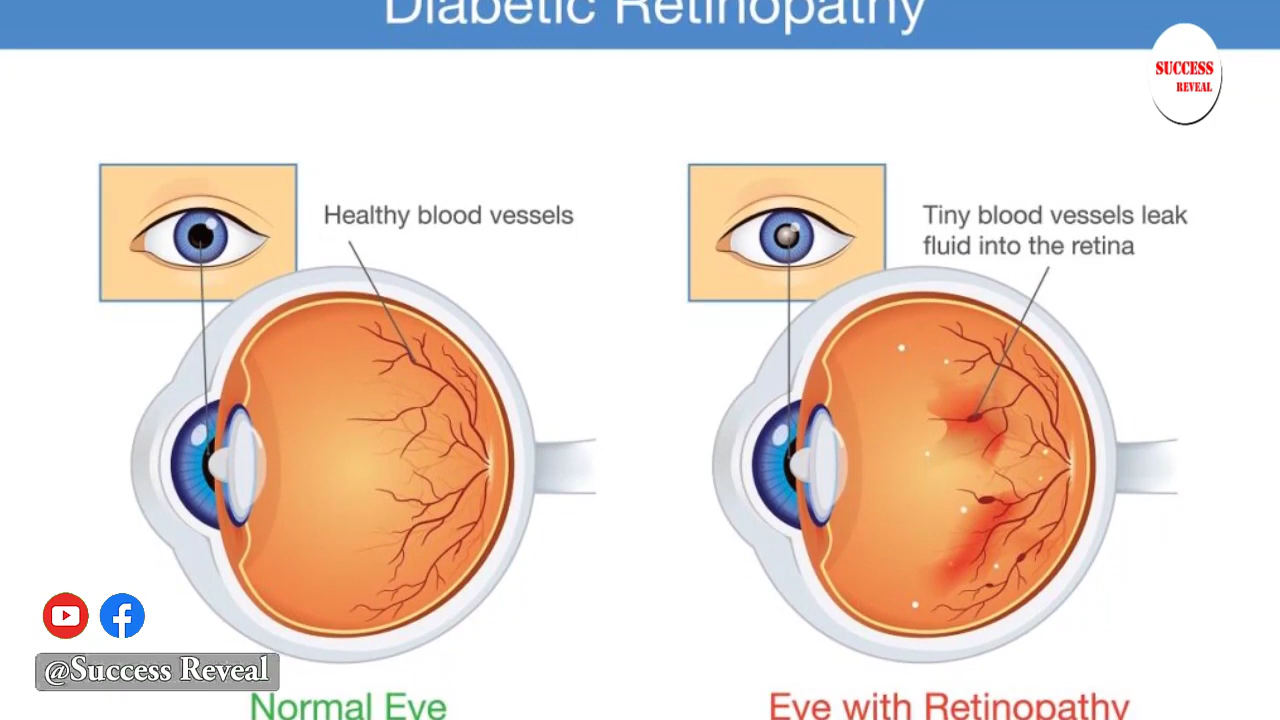 Diabetic Retinopathy
SUCCESS
REVEAL
Healthy blood vessels
Tiny blood vessels leak
fluid into the retina
@Success Reveal
Normal Eye
Eye with Retinopathy